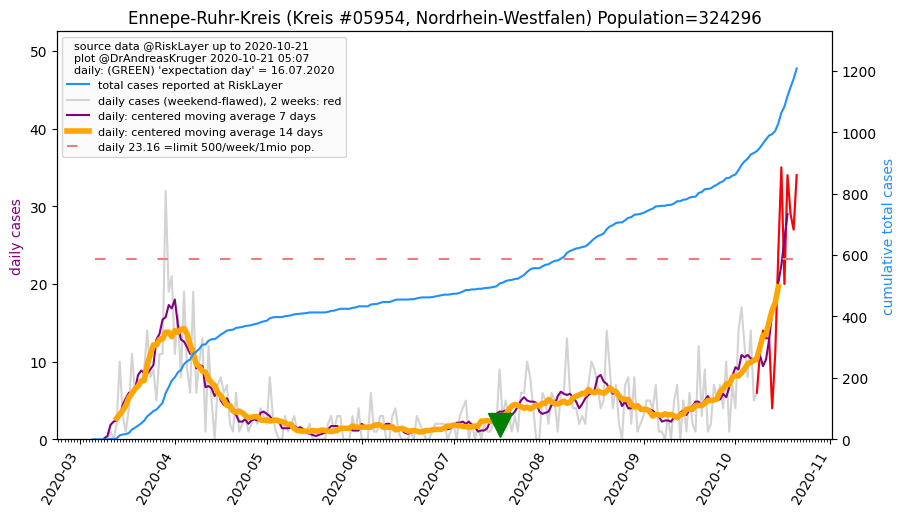 Ennepe-Ruhr-Kreis (Kreis #05954, Nordrhein-Westfalen) Population=324296
source data @RiskLayer up to 2020-10-21
plot @DrAndreasKruger 2020-10-21 05:07
daily: (GREEN) 'expectation day' = 16.07.2020
total cases reported at RiskLayer
daily cases (weekend-flawed), 2 weeks: red
daily: centered moving average 7 days
daily: centered moving average 14 days
daily 23.16 =limit 500/week/1mio pop.
daily cases
50
40
30
20
10
0
1200
1000
800
600
400
200
0
cumulative total cases
2020-03
2020-04
2020-05
2020-06
2020-07
2020-08
2020-09
2020-10
2020-11